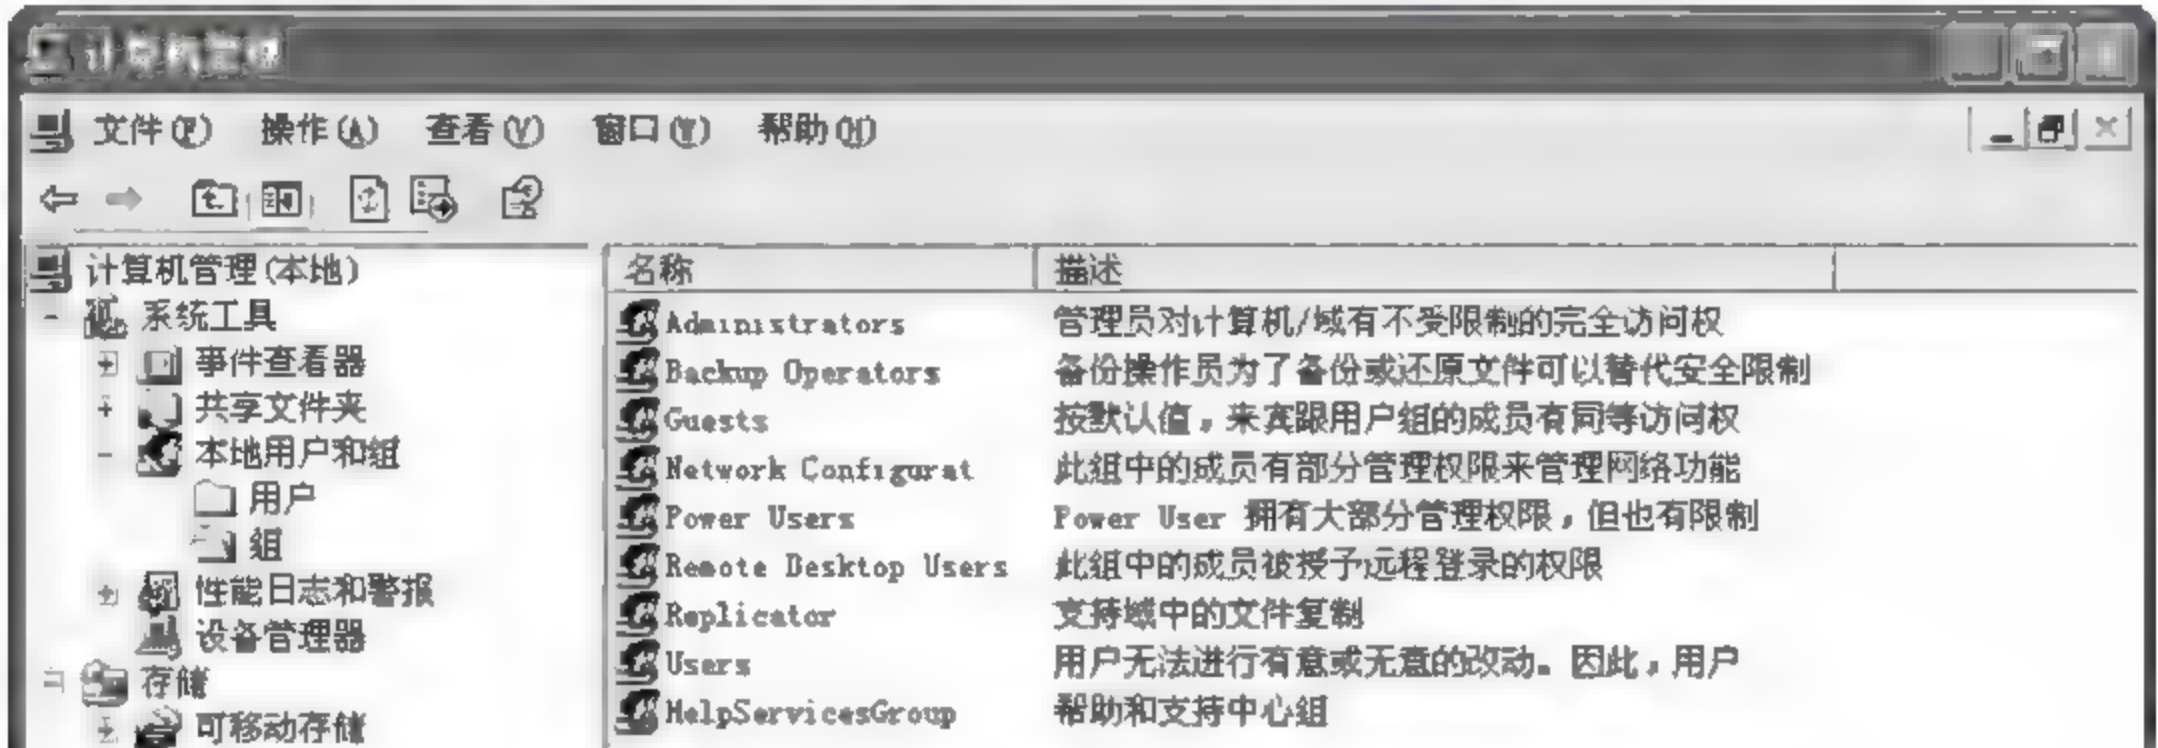 计算机管理
文件(F) 操作(A) 查看(V) 窗口(W) 帮助(H)
计算机管理(本地)
系统工具
事件查看器
共享文件夹
本地用户和组
用户
组
性能日志和警报
设备管理器
存储
可移动存储
名称 描述
Administrators 管理员对计算机/域有不受限制的完全访问权
Backup Operators 备份操作员为了备份或还原文件可以替代安全限制
Guests 按默认值，来宾跟用户组的成员有同等访问权
Network Configurat 此组中的成员有部分管理权限来管理网络功能
Power Users Power User 拥有大部分管理权限，但也有限制
Remote Desktop Users 此组中的成员被授予远程登录的权限
Replicator 支持域中的文件复制
Users 用户无法进行有意或无意的改动。因此，用户
HelpServicesGroup 帮助和支持中心组